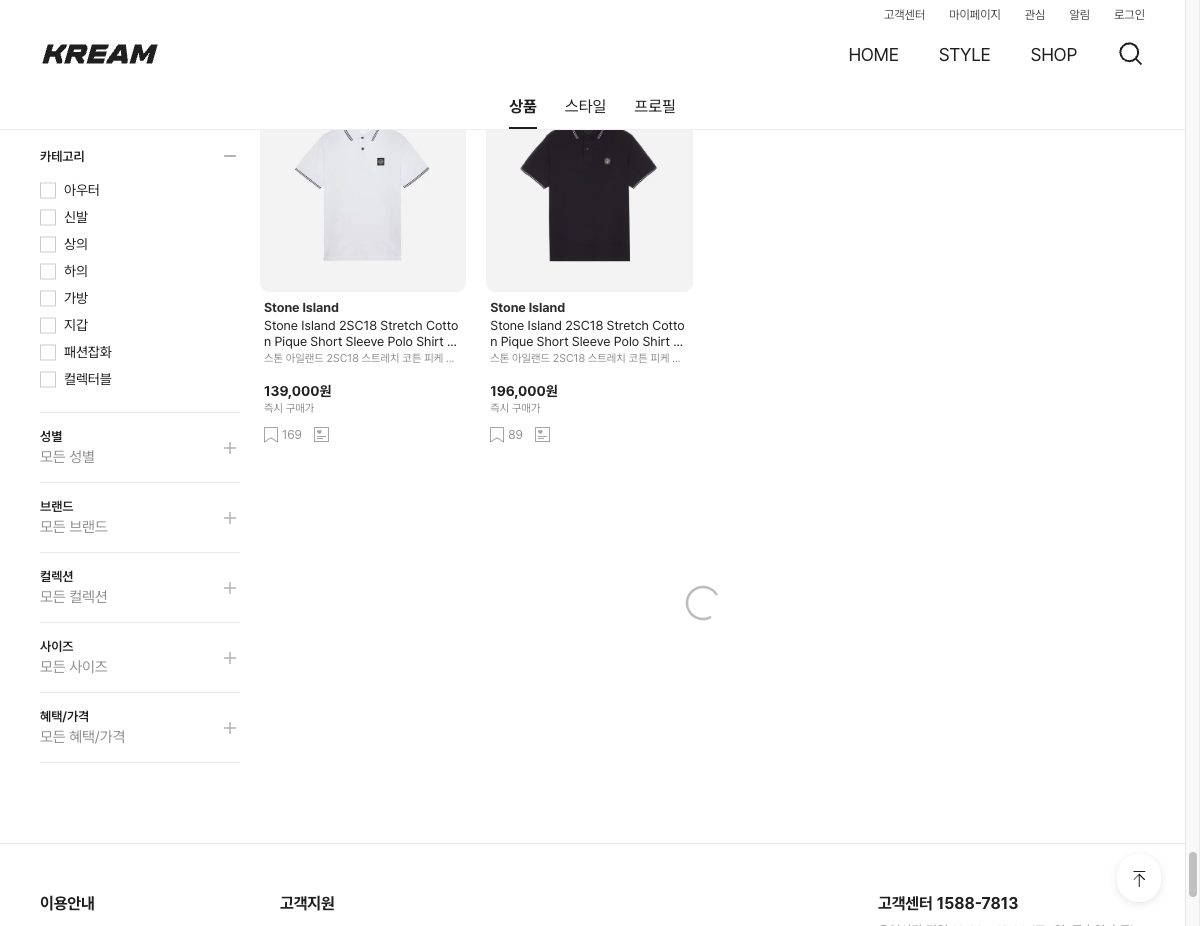 고객센터 마이페이지 관심 알림 로그인
KREAM
HOME STYLE SHOP
상품 스타일 프로필
카테고리
아우터
신발
상의
하의
가방
지갑
패션잡화
컬렉터블
성별
모든 성별
브랜드
모든 브랜드
컬렉션
모든 컬렉션
사이즈
모든 사이즈
혜택/가격
모든 혜택/가격
Stone Island
Stone Island 2SC18 Stretch Cotto
n Pique Short Sleeve Polo Shirt ...
스톤 아일랜드 2SC18 스트레치 코튼 피케 ...
139,000원
즉시 구매가
169
Stone Island
Stone Island 2SC18 Stretch Cotto
n Pique Short Sleeve Polo Shirt ...
스톤 아일랜드 2SC18 스트레치 코튼 피케 ...
196,000원
즉시 구매가
89
이용안내
고객지원
고객센터 1588-7813